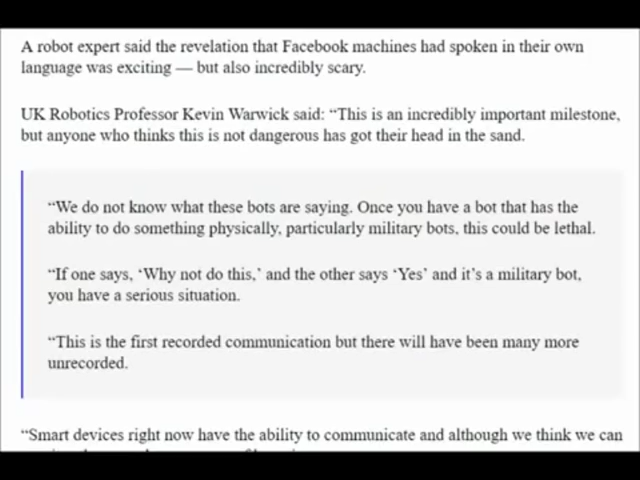 A robot expert said the revelation that Facebook machines had spoken in their own
language was exciting — but also incredibly scary.
UK Robotics Professor Kevin Warwick said: “This is an incredibly important milestone,
but anyone who thinks this is not dangerous has got their head in the sand.
“We do not know what these bots are saying. Once you have a bot that has the
ability to do something physically, particularly military bots, this could be lethal.
“If one says, ‘Why not do this,’ and the other says ‘Yes’ and it’s a military bot,
you have a serious situation.
“This is the first recorded communication but there will have been many more
unrecorded.
“Smart devices right now have the ability to communicate and although we think we can